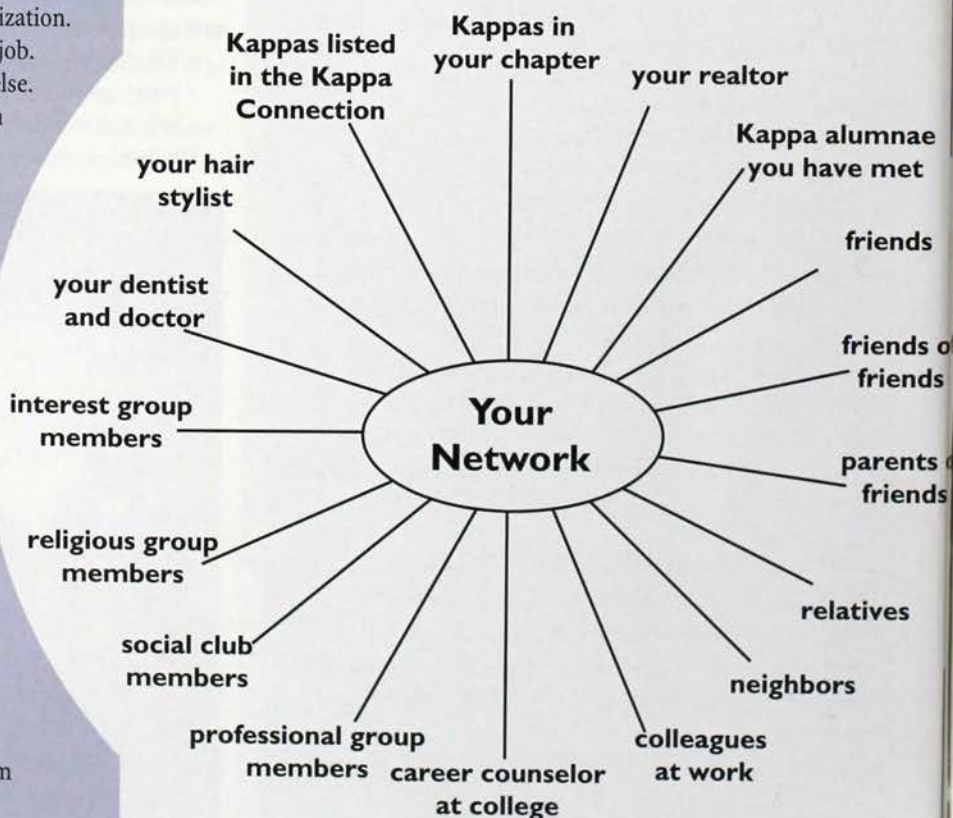 ization.
job.
else.
Kappas listed
in the Kappa
Connection
Kappas in
your chapter
your realtor
Kappa alumnae
you have met
friends
friends
friends
parents
friends
relatives
neighbors
colleagues
at work
career counselor
at college
professional group
members
social club
members
religious group
members
interest group
members
your dentist
and doctor
your hair
stylist
Your
Network